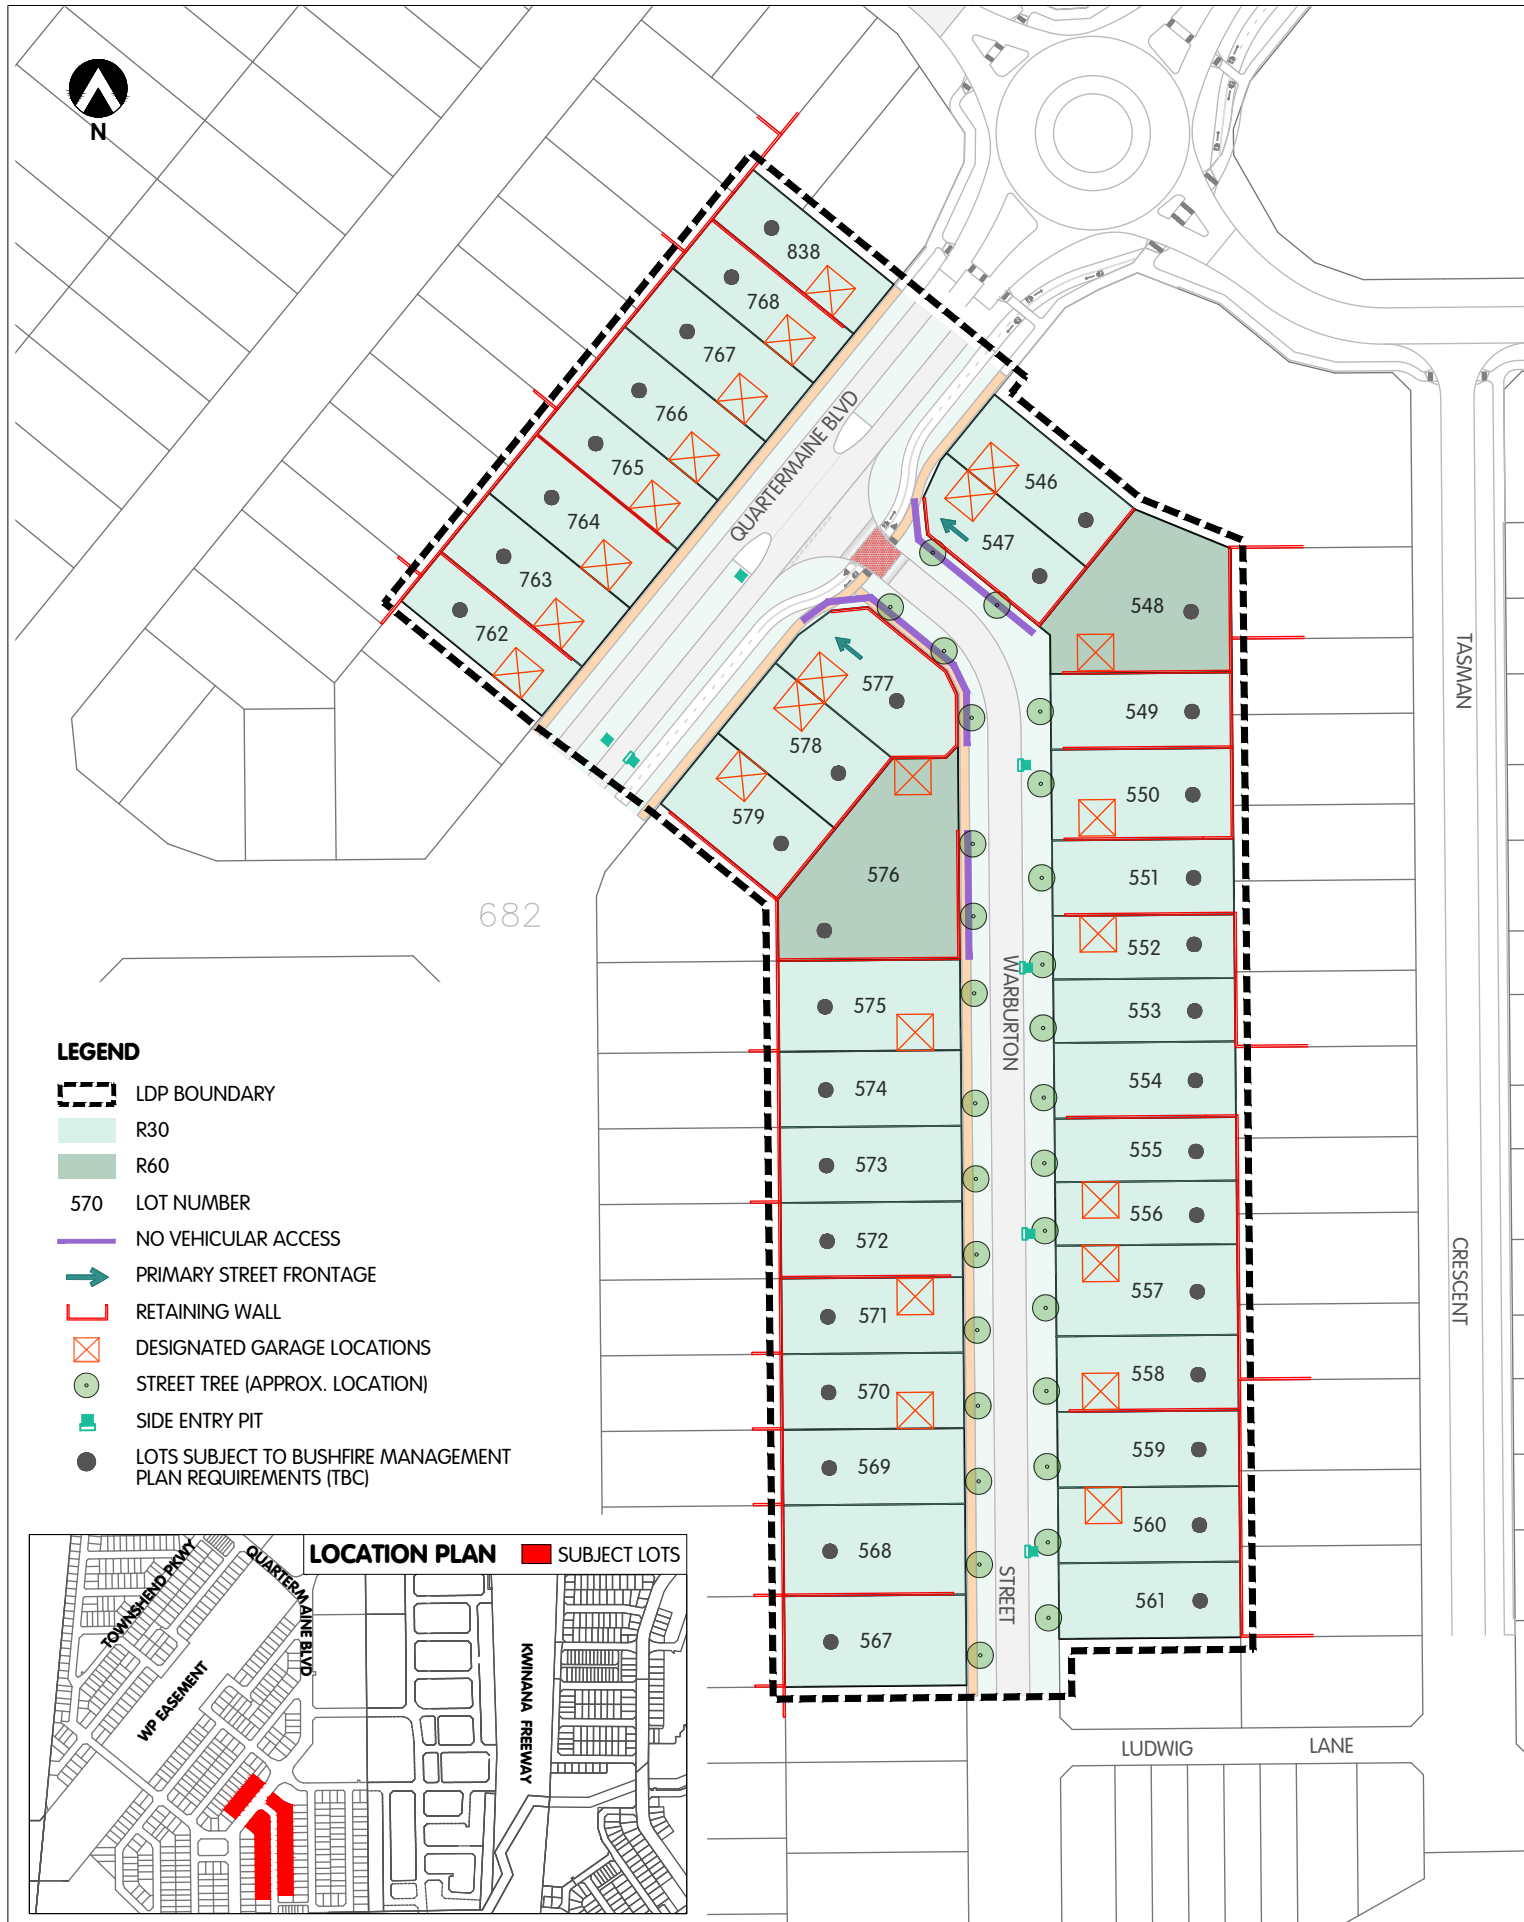 N
838
768
767
766
765
764
763
762
QUARTERMAINE BLVD
546
547
548
577
578
579
549
550
551
552
553
554
555
556
557
558
559
560
561
576
575
574
573
572
571
570
569
568
567
682
WARBURTON
STREET
TASMAN
CRESCENT
LUDWIG LANE
LEGEND
LDP BOUNDARY
R30
R60
570 LOT NUMBER
NO VEHICULAR ACCESS
PRIMARY STREET FRONTAGE
RETAINING WALL
DESIGNATED GARAGE LOCATIONS
STREET TREE (APPROX. LOCATION)
SIDE ENTRY PIT
LOTS SUBJECT TO BUSHFIRE MANAGEMENT
PLAN REQUIREMENTS (TBC)
LOCATION PLAN
SUBJECT LOTS
TOWNSHEND PKWY
QUARTERMAINE BLVD
WP EASEMENT
KWINANA FREEWAY